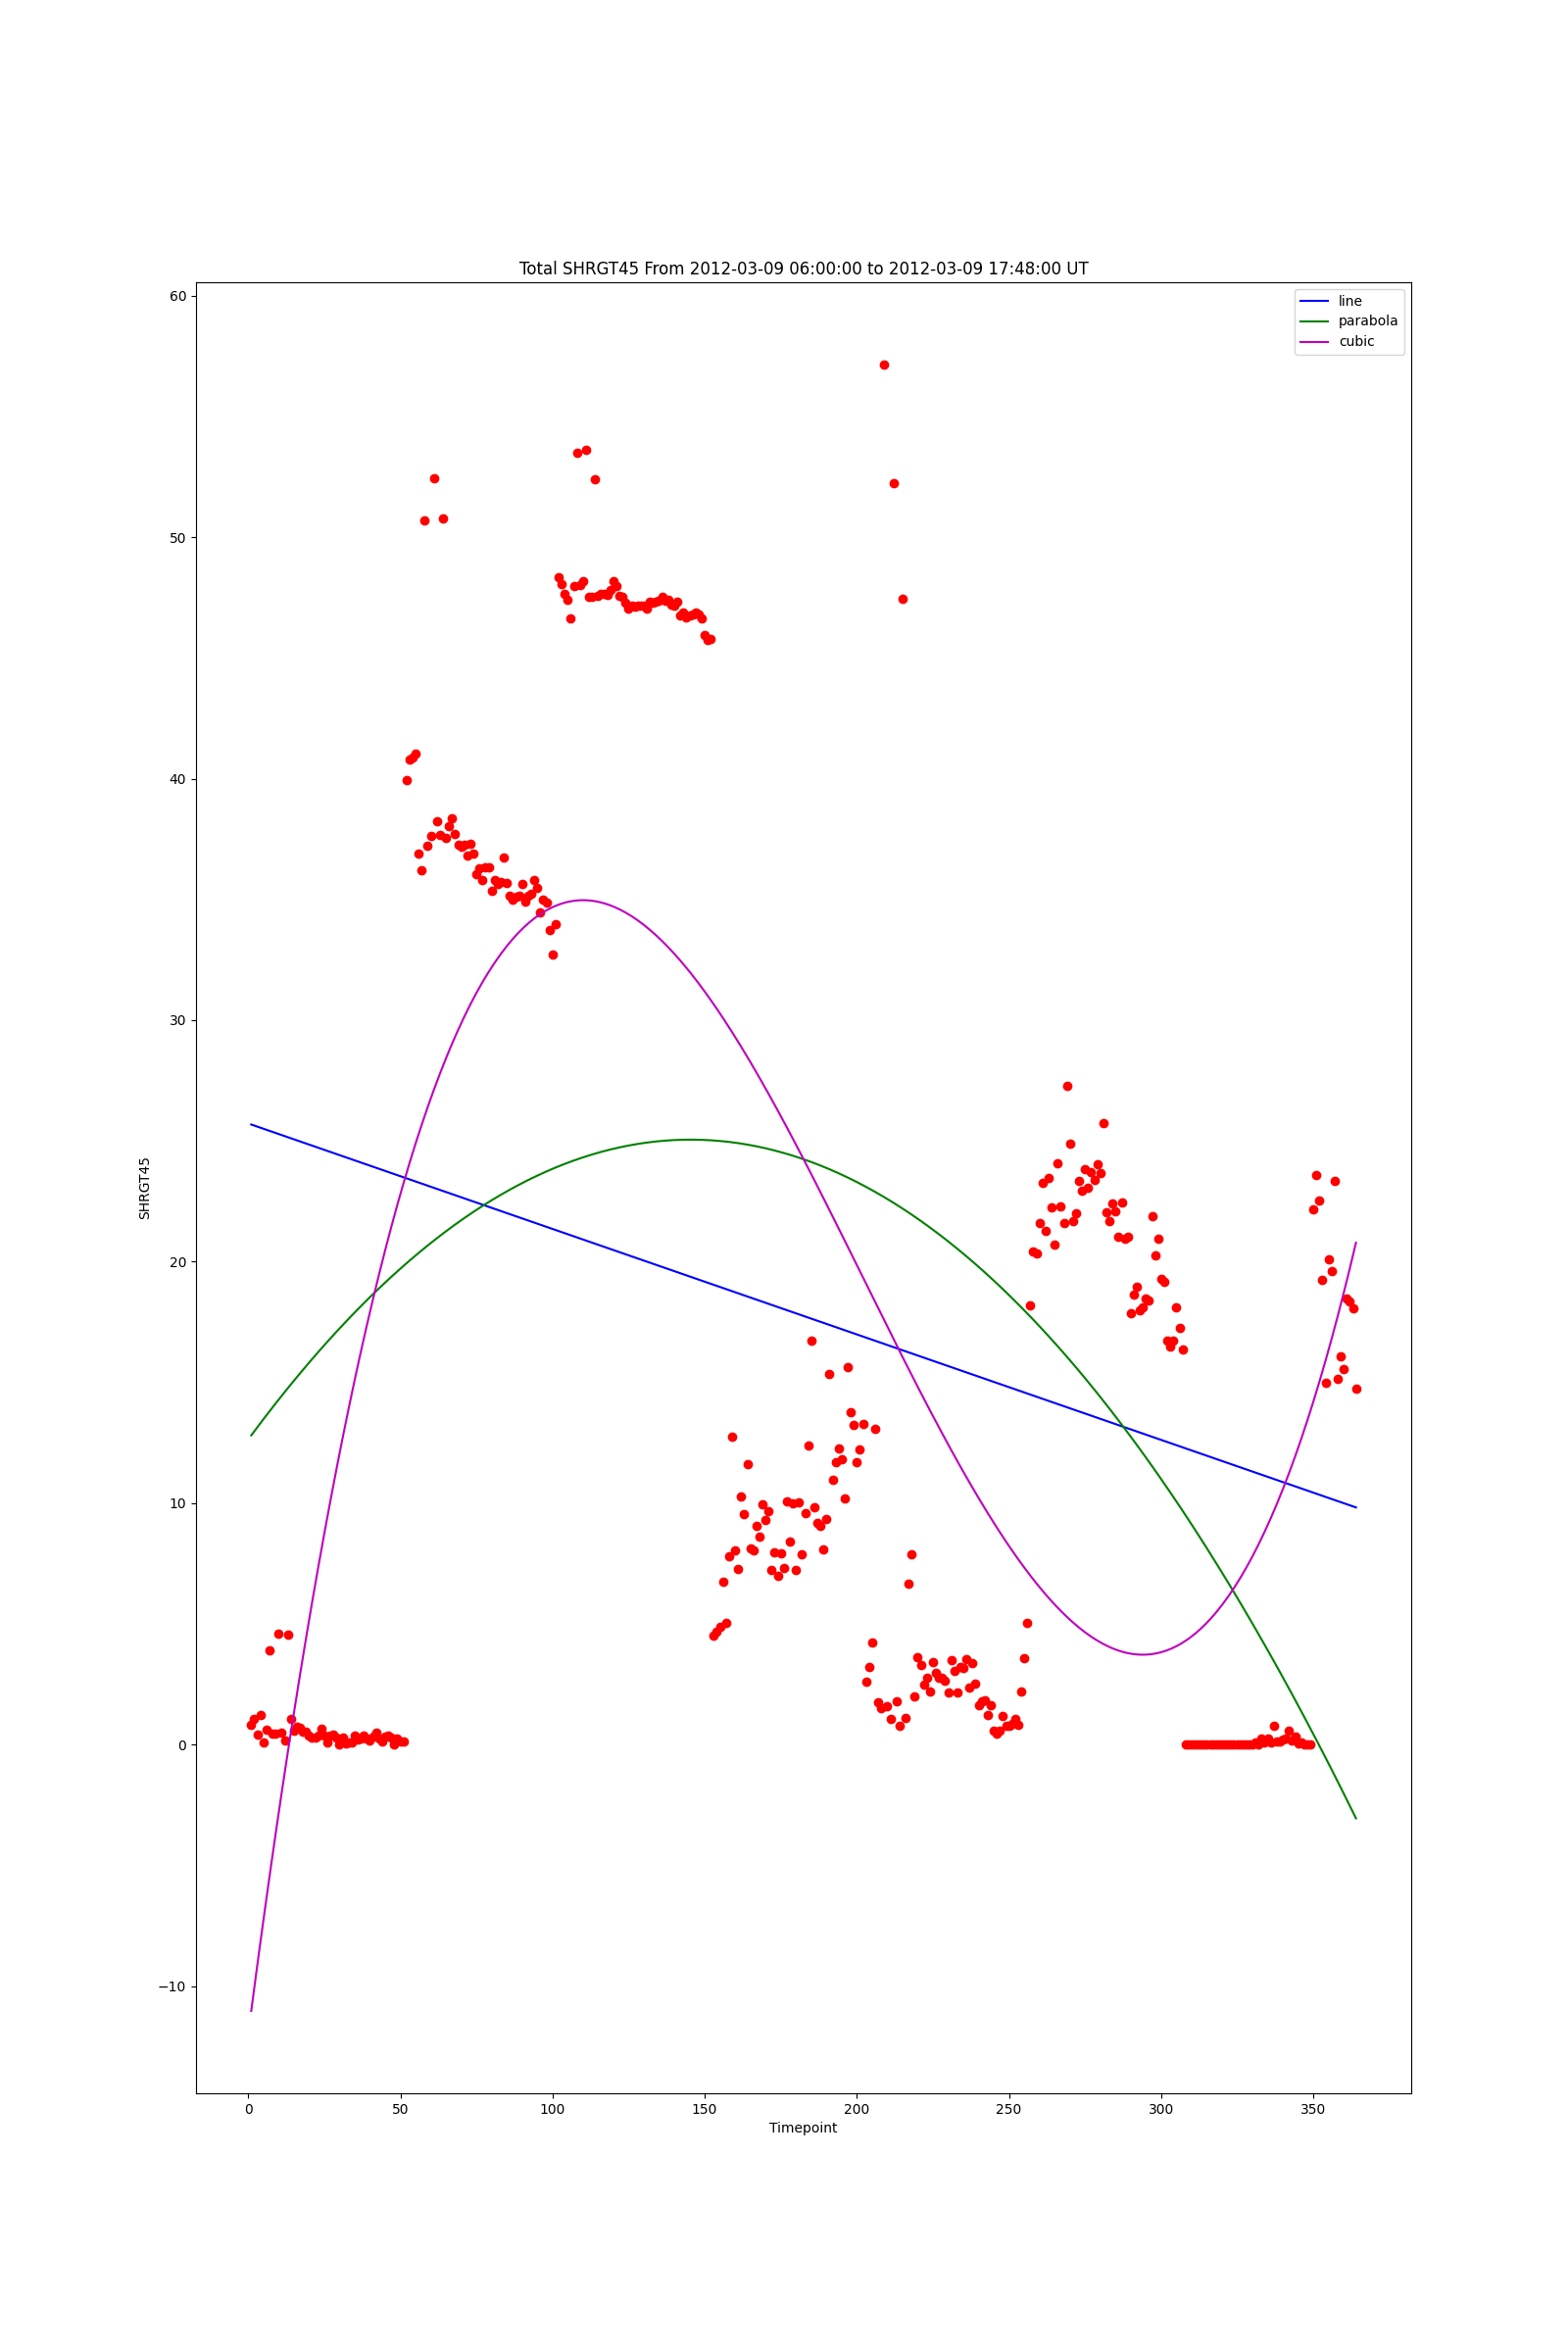 Total SHRGT45 From 2012-03-09 06:00:00 to 2012-03-09 17:48:00 UT
line
parabola
cubic
60
50
40
30
20
10
0
−10
SHRGT45
0 50 100 150 200 250 300 350
Timepoint